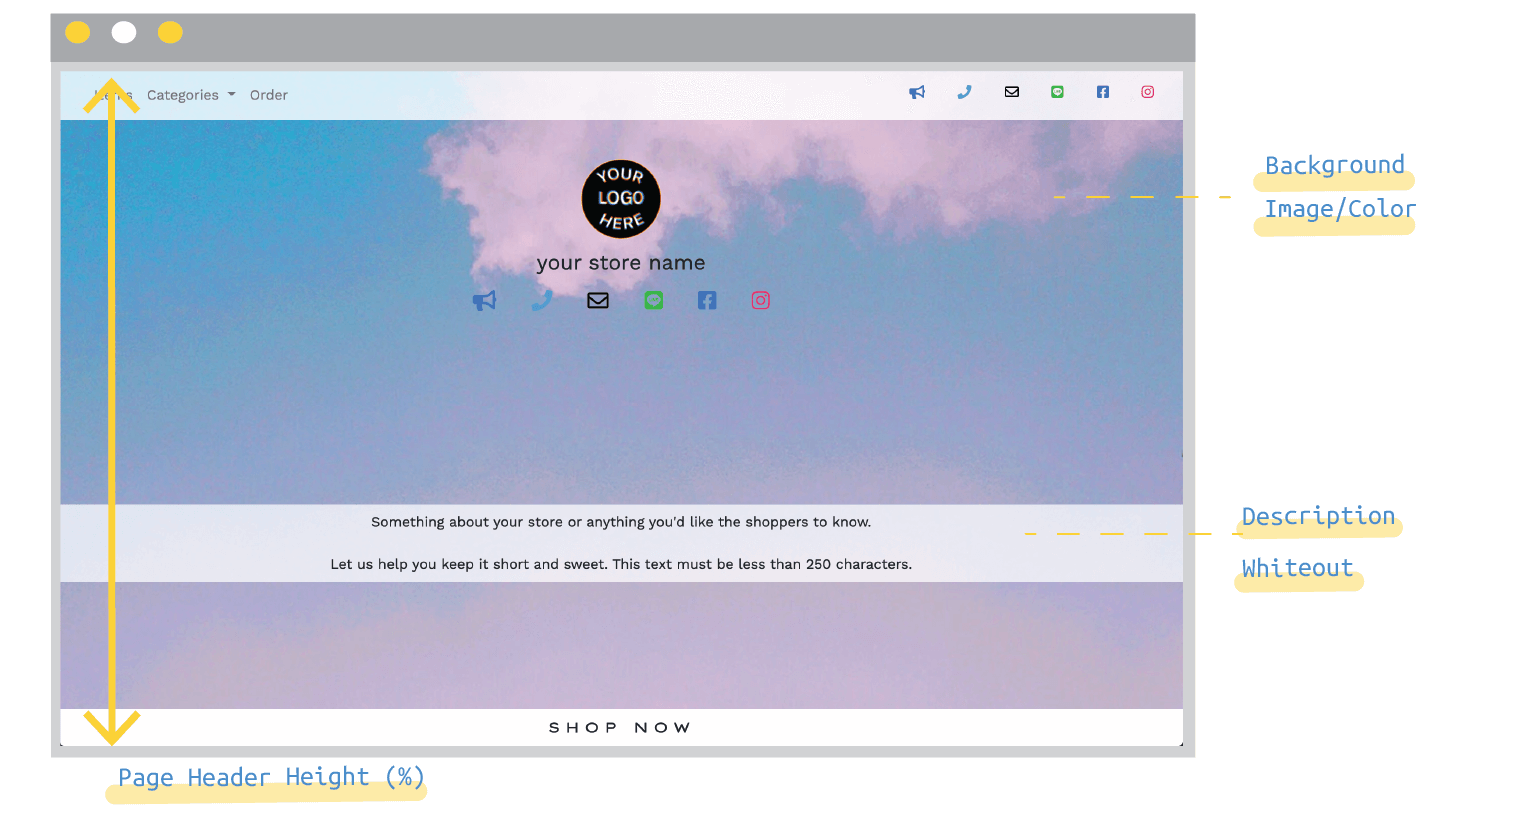 Items Categories Order
YOUR
LOGO
HERE
your store name
Background
Image/Color
Something about your store or anything you'd like the shoppers to know.
Let us help you keep it short and sweet. This text must be less than 250 characters.
Description
Whiteout
SHOP NOW
Page Header Height (%)